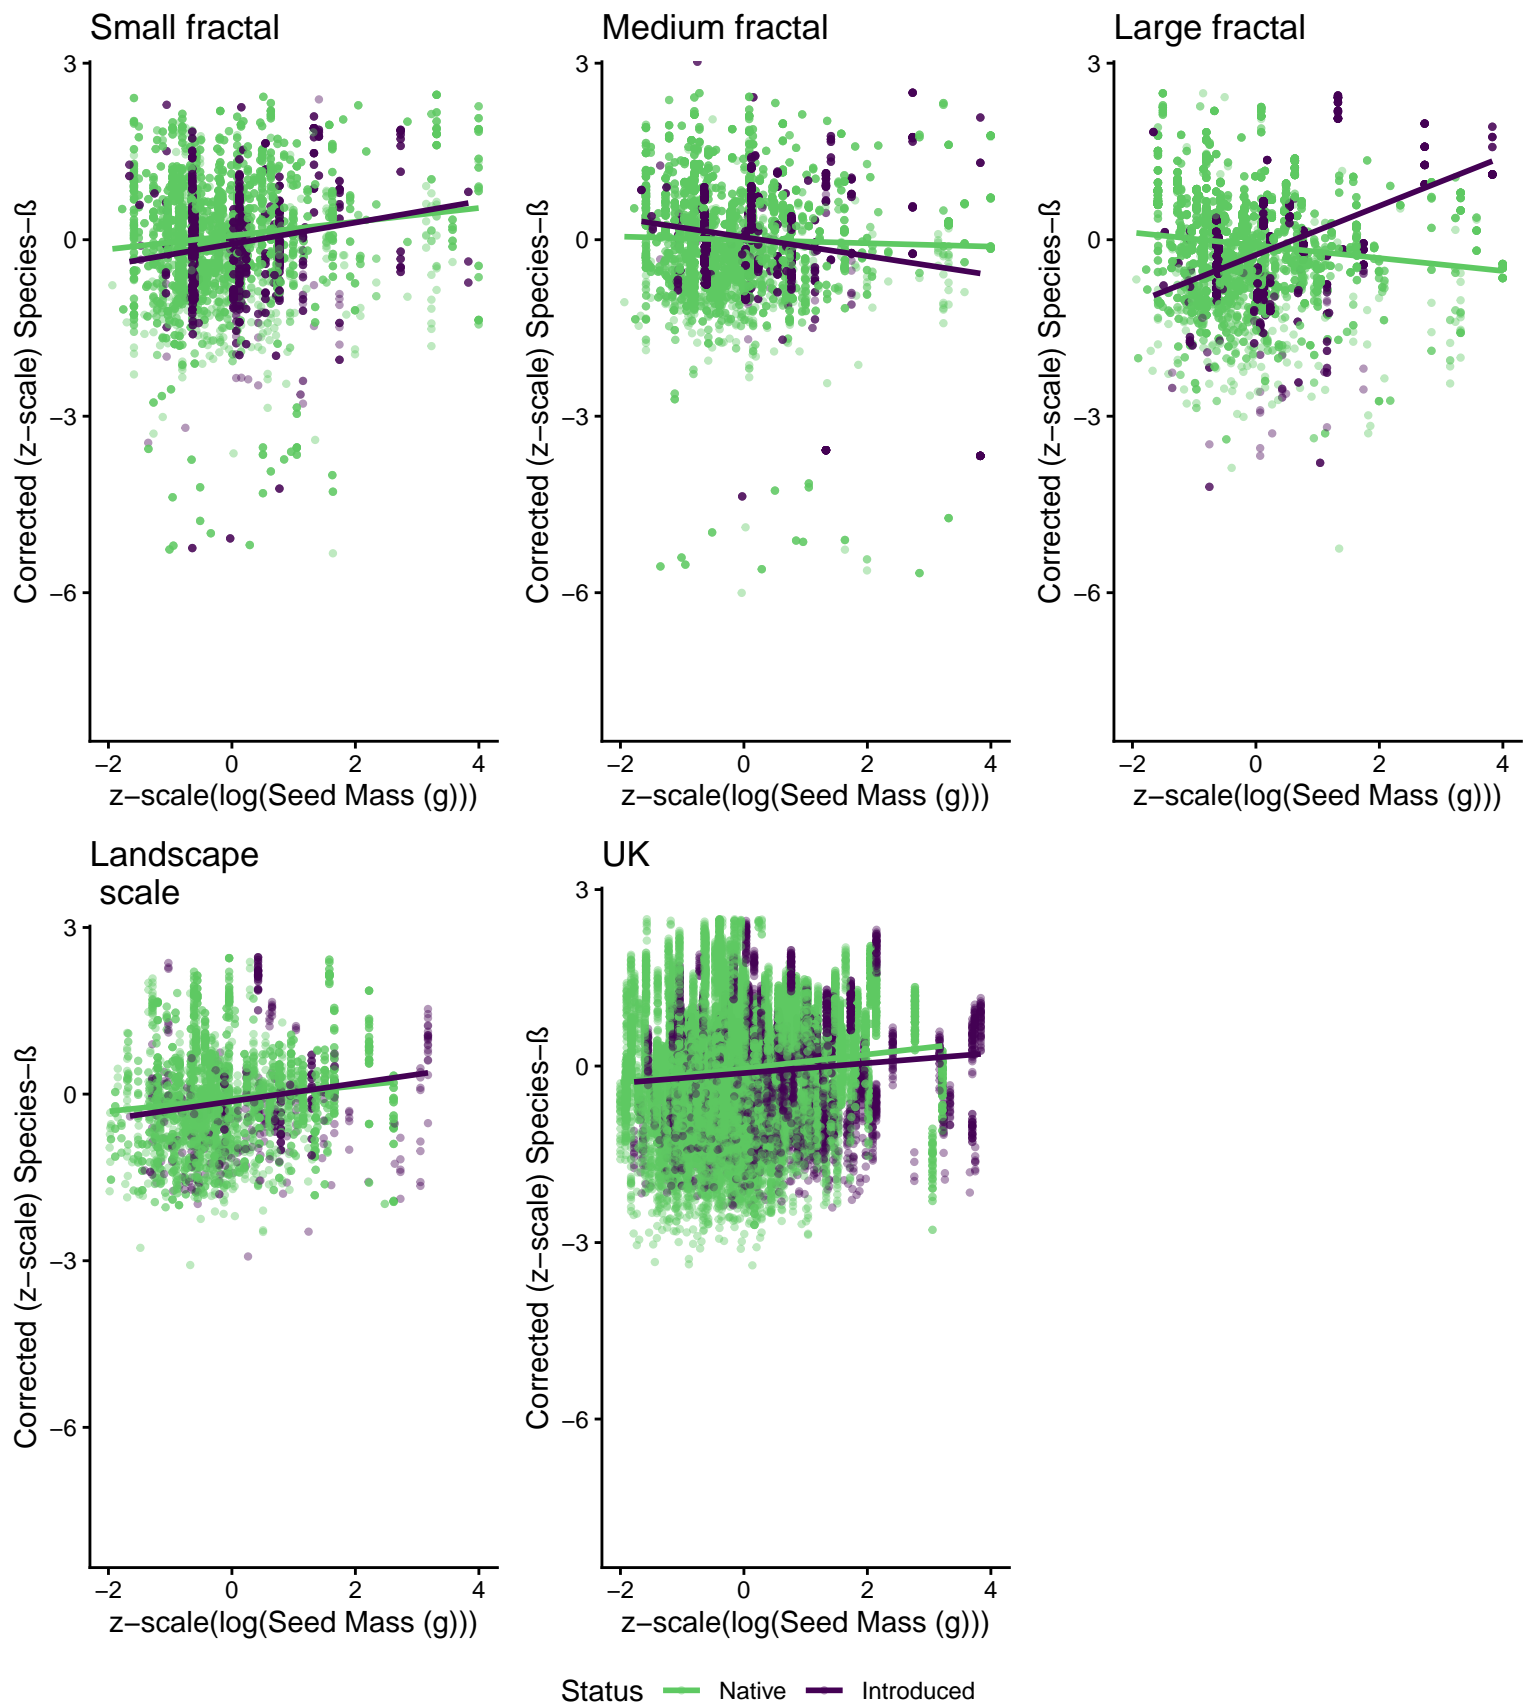 Small fractal
Medium fractal
Large fractal
3
0
−3
−6
Corrected (z−scale) Species−ß
−2
0
2
4
z−scale(log(Seed Mass (g)))
3
0
−3
−6
Corrected (z−scale) Species−ß
−2
0
2
4
z−scale(log(Seed Mass (g)))
3
0
−3
−6
Corrected (z−scale) Species−ß
−2
0
2
4
z−scale(log(Seed Mass (g)))
Landscape
scale
3
0
−3
−6
Corrected (z−scale) Species−ß
−2
0
2
4
z−scale(log(Seed Mass (g)))
UK
3
0
−3
−6
Corrected (z−scale) Species−ß
−2
0
2
4
z−scale(log(Seed Mass (g)))
Status Native Introduced